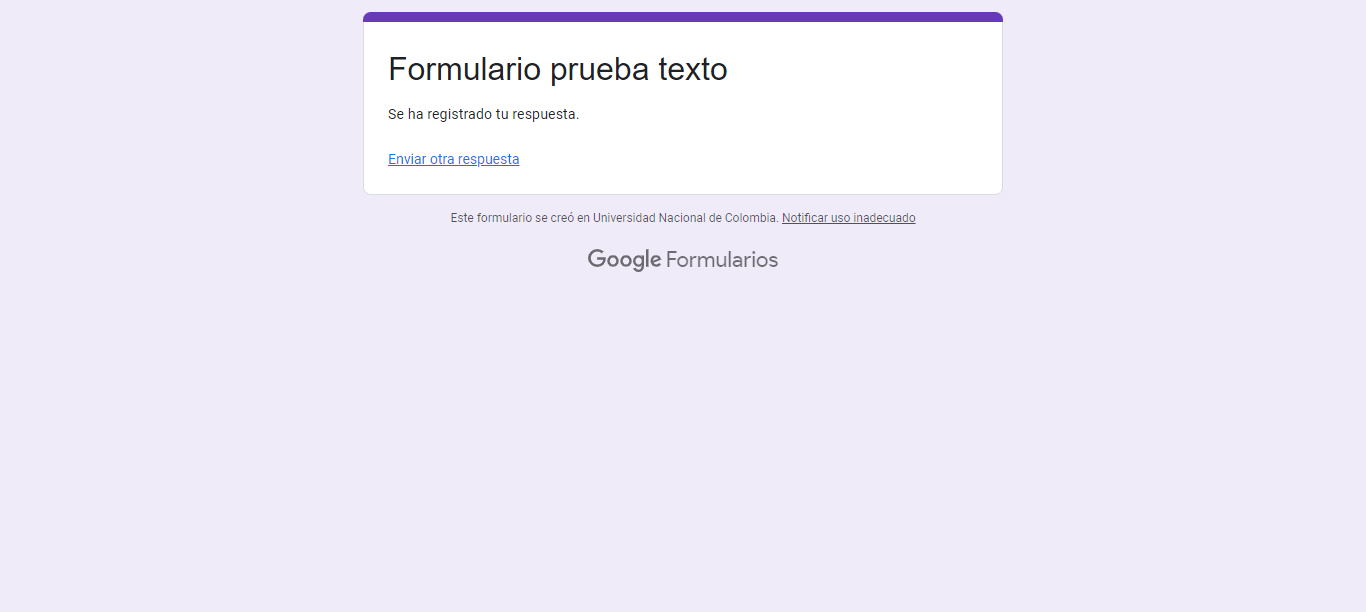 Formulario prueba texto
Se ha registrado tu respuesta.
Enviar otra respuesta
Este formulario se creó en Universidad Nacional de Colombia. Notificar uso inadecuado
Google Formularios